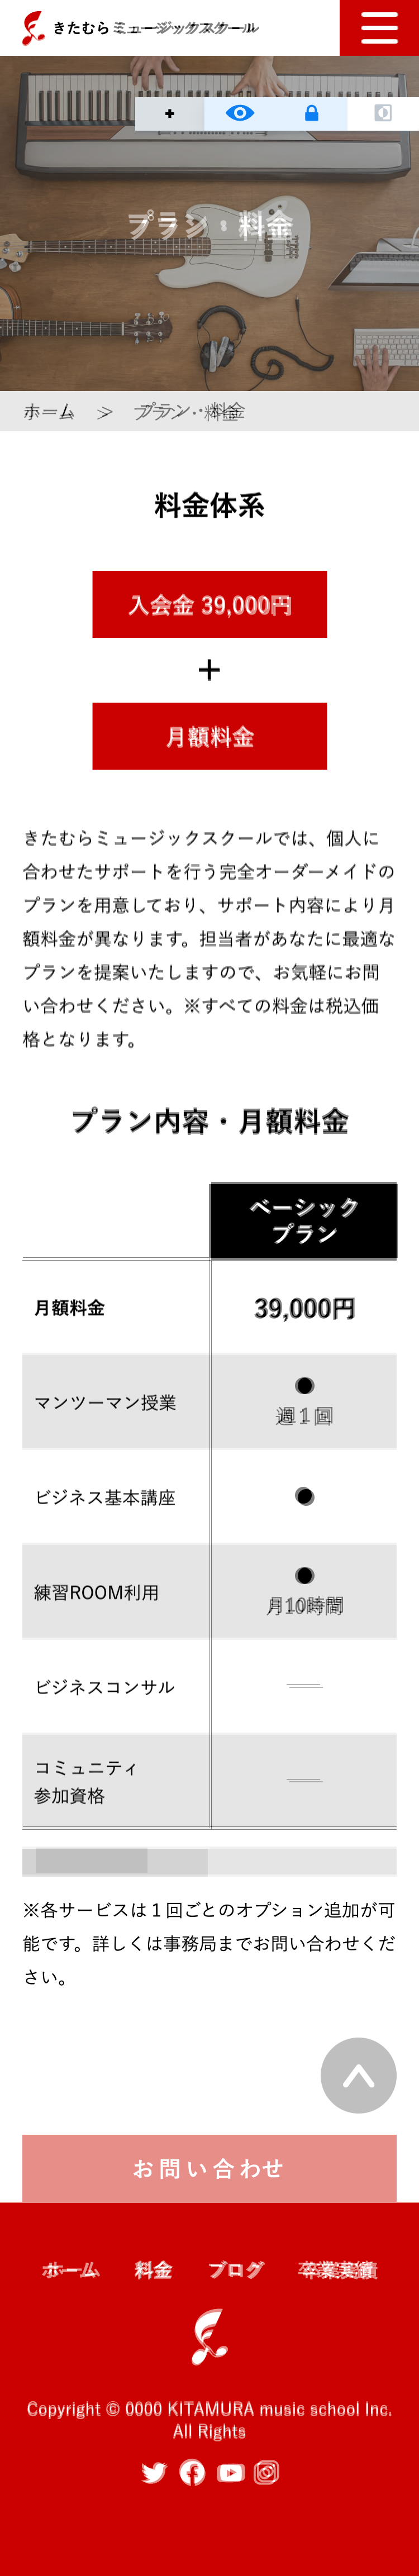 きたむらミュージックスクール
プラン・料金
ホーム ＞ プラン・料金
料金体系
入会金 39,000円
+
月額料金
きたむらミュージックスクールでは、個人に
合わせたサポートを行う完全オーダーメイドの
プランを用意しており、サポート内容により月
額料金が異なります。担当者があなたに最適な
プランを提案いたしますので、お気軽にお問
い合わせください。※すべての料金は税込価
格となります。
プラン内容・月額料金
ベーシック
プラン
月額料金 39,000円
マンツーマン授業 ● 週１回
ビジネス基本講座 ●
練習ROOM利用 ● 月10時間
ビジネスコンサル —
コミュニティ
参加資格 —
※各サービスは１回ごとのオプション追加が可
能です。詳しくは事務局までお問い合わせくだ
さい。
お問い合わせ
ホーム 料金 ブログ 卒業実績
Copyright © 0000 KITAMURA music school Inc.
All Rights